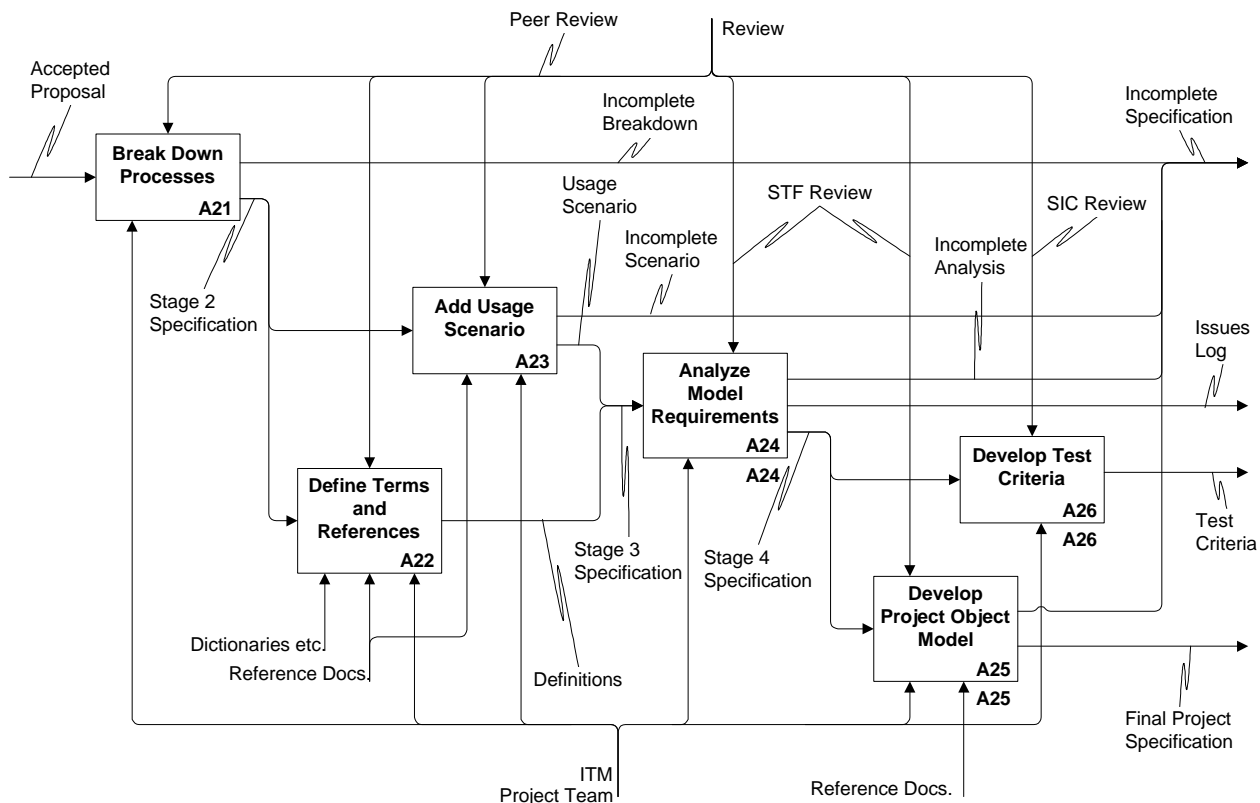 Peer Review
Review
Accepted
Proposal
Incomplete
Breakdown
Incomplete
Specification
Break Down
Processes
A21
Usage
Scenario
STF Review
SIC Review
Incomplete
Scenario
Incomplete
Analysis
Stage 2
Specification
Add Usage
Scenario
A23
Issues
Log
Analyze
Model
Requirements
A24
A24
Develop Test
Criteria
A26
A26
Define Terms
and
References
A22
Stage 3
Specification
Stage 4
Specification
Test
Criteria
Develop
Project Object
Model
A25
A25
Dictionaries etc.
Reference Docs.
Definitions
Final Project
Specification
ITM
Project Team
Reference Docs.